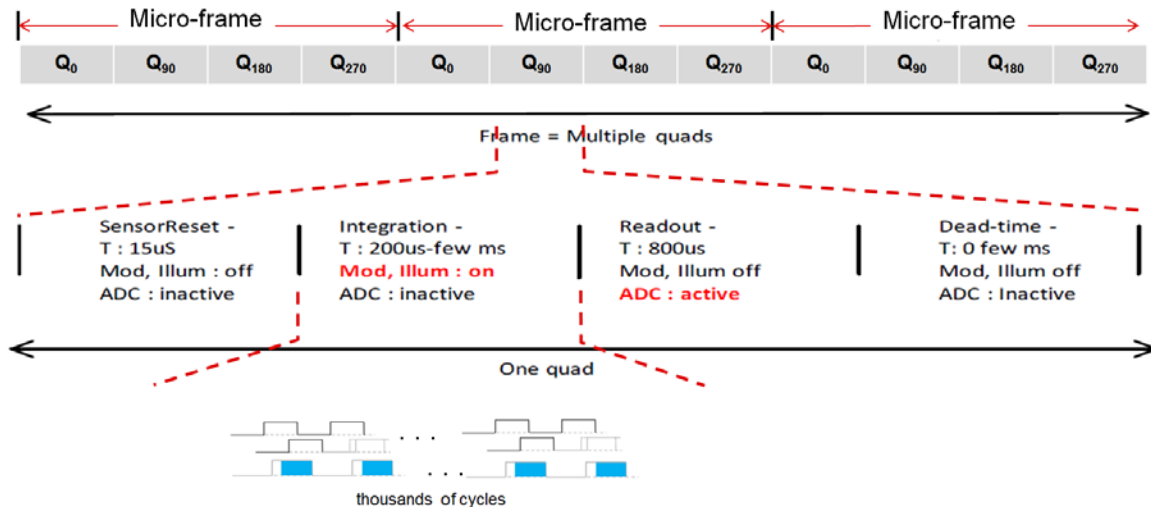 Micro-frame Micro-frame Micro-frame
Q0 Q90 Q180 Q270 Q0 Q90 Q180 Q270 Q0 Q90 Q180 Q270
Frame = Multiple quads
SensorReset -
T : 15uS
Mod, Illum : off
ADC : inactive
Integration -
T : 200us-few ms
Mod, Illum : on
ADC : inactive
Readout -
T : 800us
Mod, Illum off
ADC : active
Dead-time -
T: 0 few ms
Mod, Illum off
ADC : Inactive
One quad
. . .
. . .
thousands of cycles